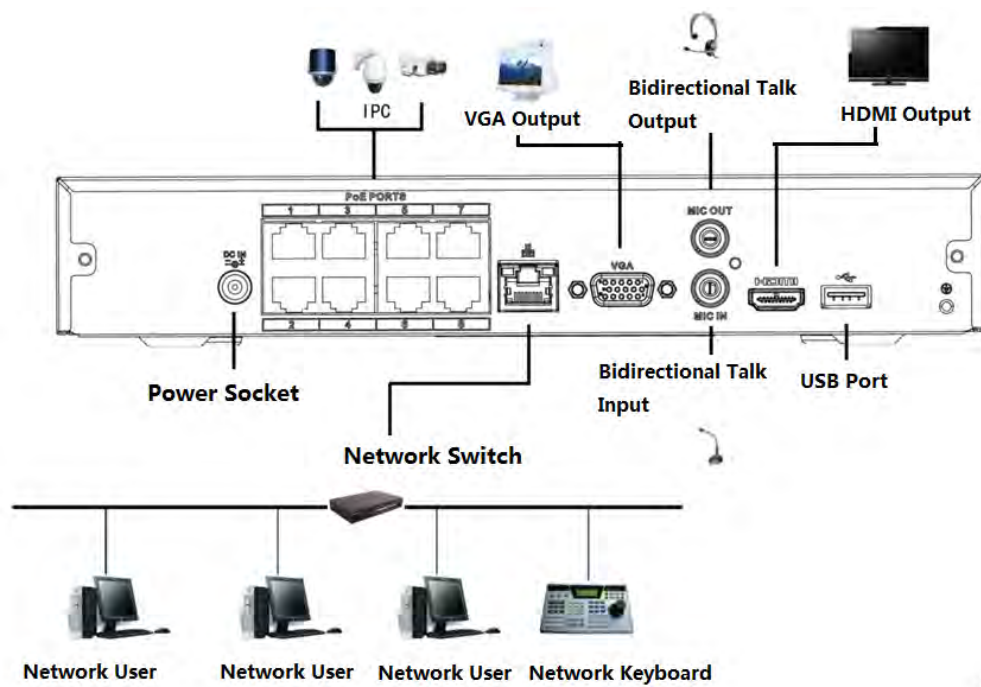 IPC
VGA Output
Bidirectional Talk
Output
HDMI Output
PoE PORTS
1 3 5 7
MIC OUT
DC IN
VGA
HDMI
2 4 6 8
MIC IN
Power Socket
Bidirectional Talk
Input
USB Port
Network Switch
Network User
Network User
Network User
Network Keyboard